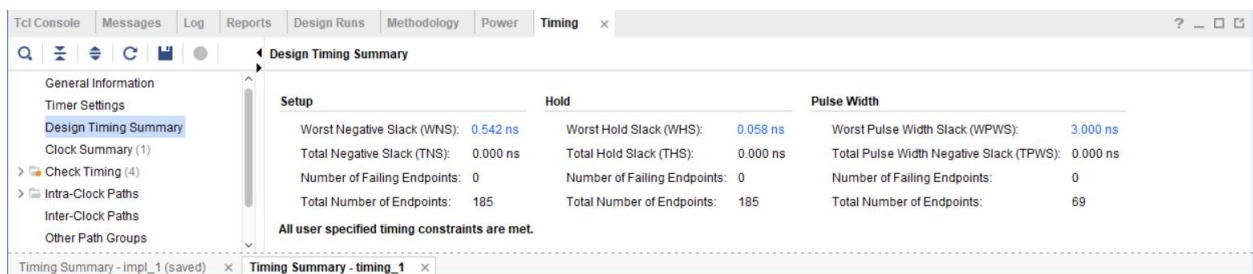 Tcl Console Messages Log Reports Design Runs Methodology Power Timing × ? _
Design Timing Summary
General Information
Timer Settings
Design Timing Summary
Clock Summary (1)
> Check Timing (4)
> Intra-Clock Paths
Inter-Clock Paths
Other Path Groups
Setup Hold Pulse Width
Worst Negative Slack (WNS): 0.542 ns Worst Hold Slack (WHS): 0.058 ns Worst Pulse Width Slack (WPWS): 3.000 ns
Total Negative Slack (TNS): 0.000 ns Total Hold Slack (THS): 0.000 ns Total Pulse Width Negative Slack (TPWS): 0.000 ns
Number of Failing Endpoints: 0 Number of Failing Endpoints: 0 Number of Failing Endpoints: 0
Total Number of Endpoints: 185 Total Number of Endpoints: 185 Total Number of Endpoints: 69
All user specified timing constraints are met.
Timing Summary - impl_1 (saved) × Timing Summary - timing_1 ×